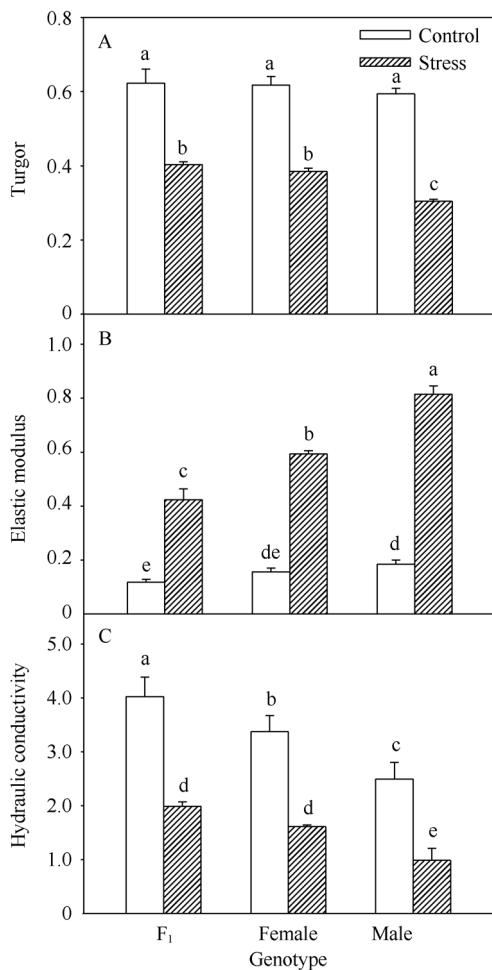 0.8
A
Control
Stress
a
a
a
0.6
b
b
c
0.4
0.2
0
Turgor
B
1.0
a
0.8
b
0.6
c
0.4
e
de
d
0.2
0
Elastic modulus
C
5.0
a
b
4.0
c
3.0
d
d
2.0
e
1.0
0
Hydraulic conductivity
F₁
Female
Male
Genotype